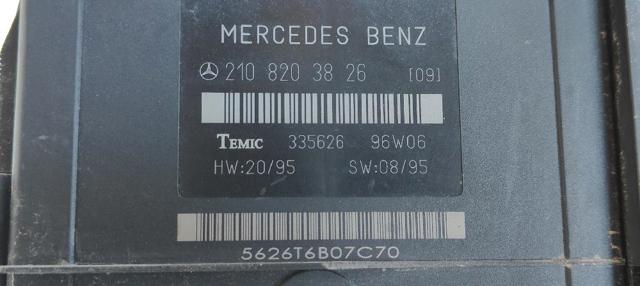 MERCEDES BENZ
210 820 38 26 [09]
TEMIC 335626 96W06
HW:20/95 SW:08/95
5626T6B07C70